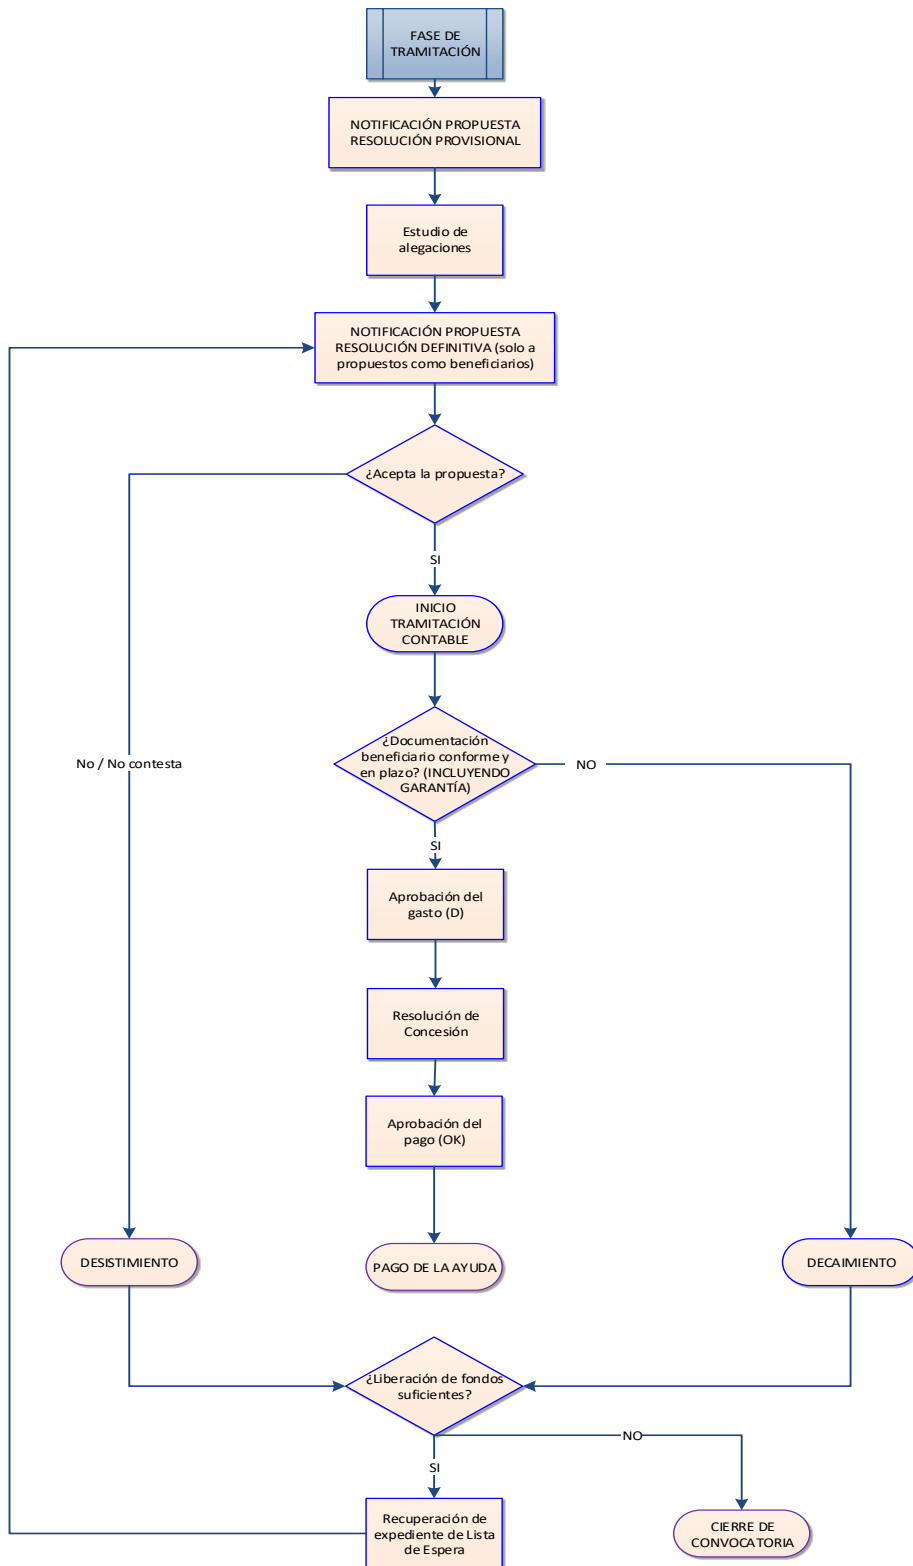 FASE DE
TRAMITACIÓN
NOTIFICACIÓN PROPUESTA
RESOLUCIÓN PROVISIONAL
Estudio de
alegaciones
NOTIFICACIÓN PROPUESTA
RESOLUCIÓN DEFINITIVA (solo a
propuestos como beneficiarios)
¿Acepta la propuesta?
SI
INICIO
TRAMITACIÓN
CONTABLE
¿Documentación
beneficiario conforme y
en plazo? (INCLUYENDO
GARANTÍA)
No / No contesta
NO
SI
Aprobación del
gasto (D)
Resolución de
Concesión
Aprobación del
pago (OK)
DESISTIMIENTO
PAGO DE LA AYUDA
DECAIMIENTO
¿Liberación de fondos
suficientes?
NO
SI
Recuperación de
expediente de Lista
de Espera
CIERRE DE
CONVOCATORIA